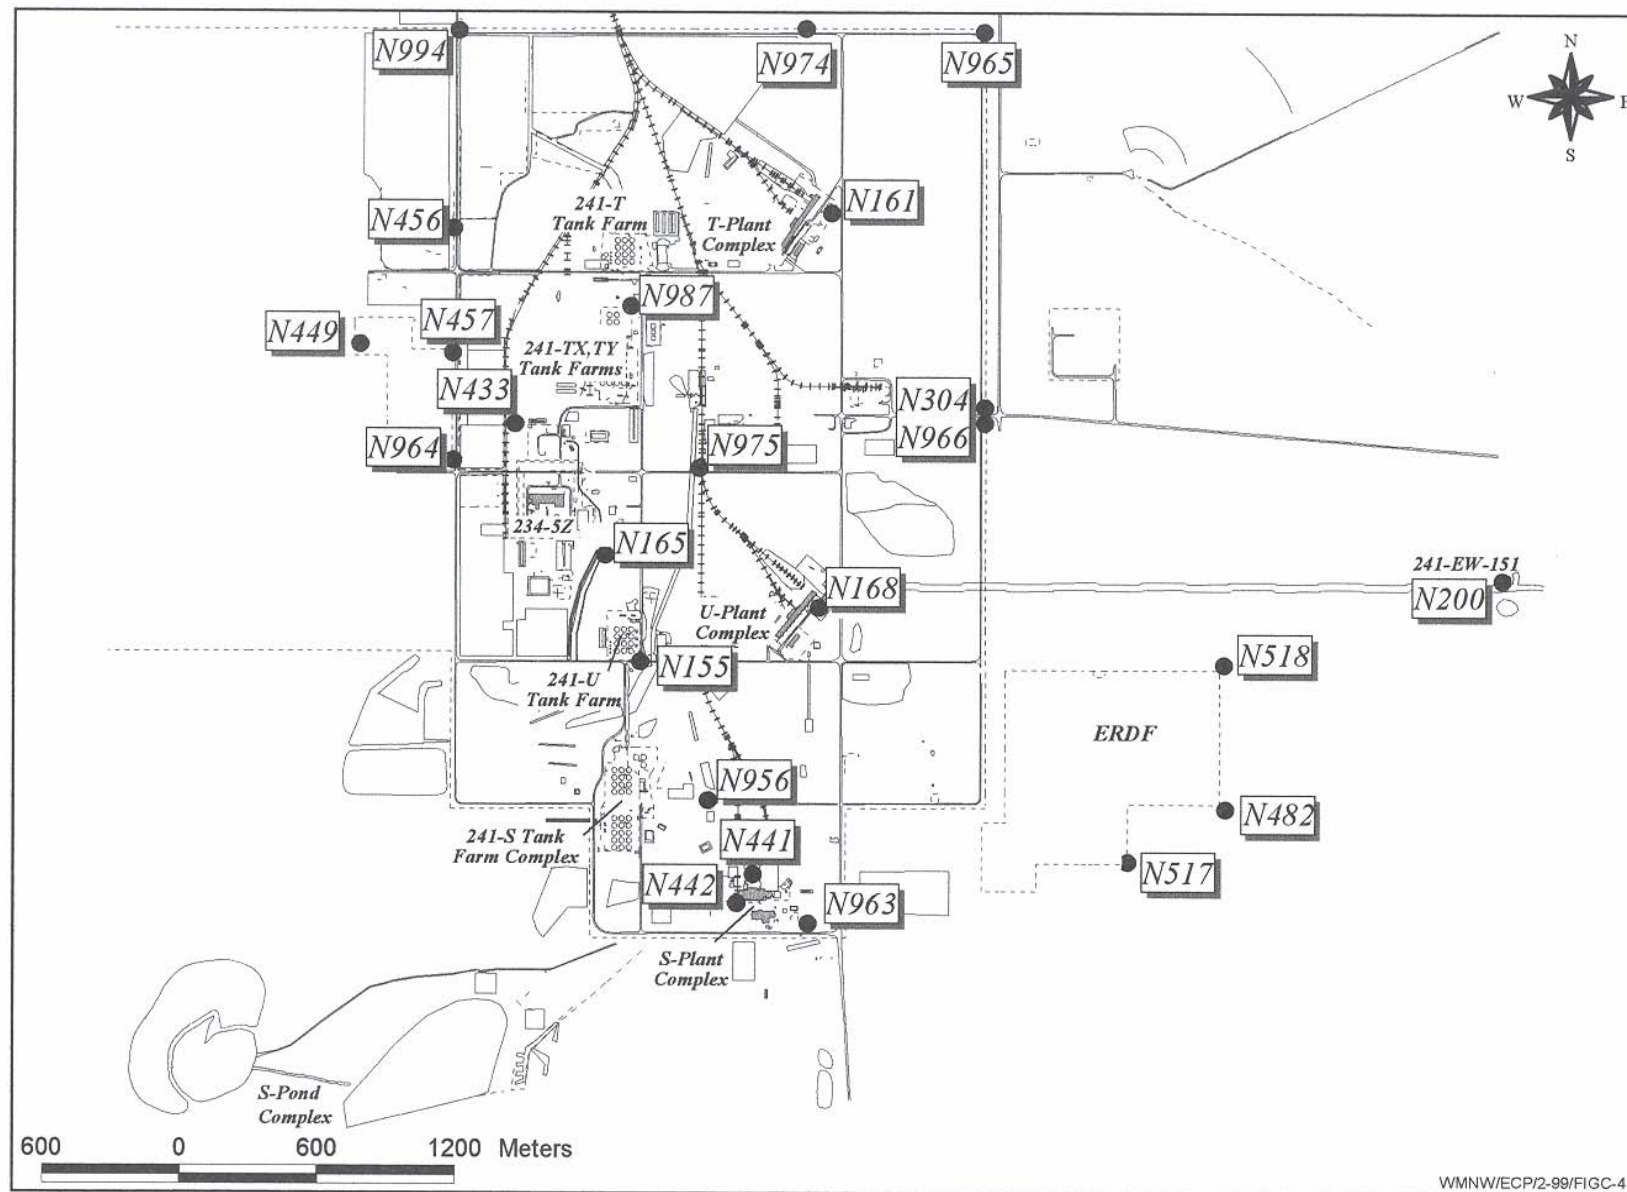 N994
N974
N965
N
W
E
S
N456
241-T
Tank Farm
T-Plant
Complex
N161
N987
N449
N457
241-TX,TY
Tank Farms
N433
N304
N966
N964
N975
234-5Z
N165
241-EW-151
N200
N168
U-Plant
Complex
N518
N155
241-U
Tank Farm
ERDF
N956
N482
241-S Tank
Farm Complex
N441
N442
N517
N963
S-Plant
Complex
S-Pond
Complex
600 0 600 1200 Meters
WMNW/ECP/2-99/FIGC-4